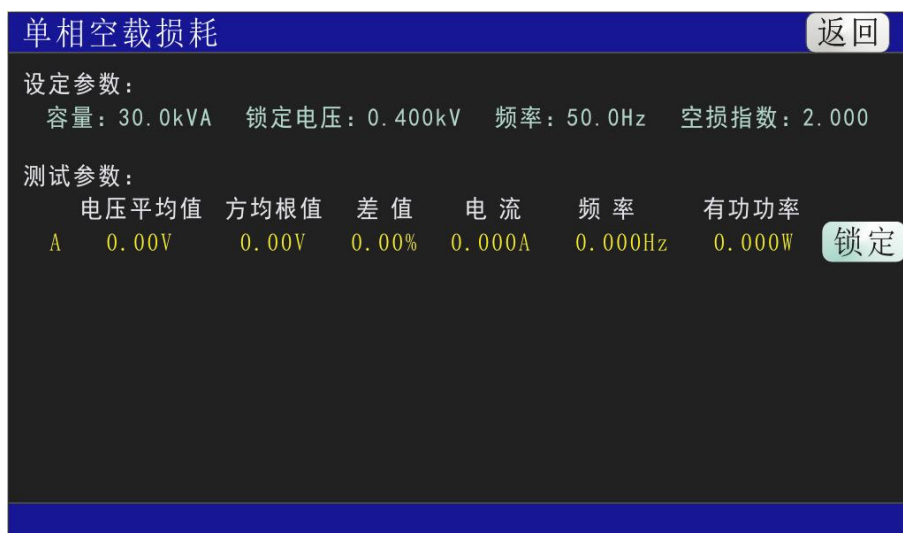 单相空载损耗 返回
设定参数：
容量：30.0kVA 锁定电压：0.400kV 频率：50.0Hz 空损指数：2.000
测试参数：
电压平均值 方均根值 差值 电流 频率 有功功率
A 0.00V 0.00V 0.00% 0.000A 0.000Hz 0.000W 锁定